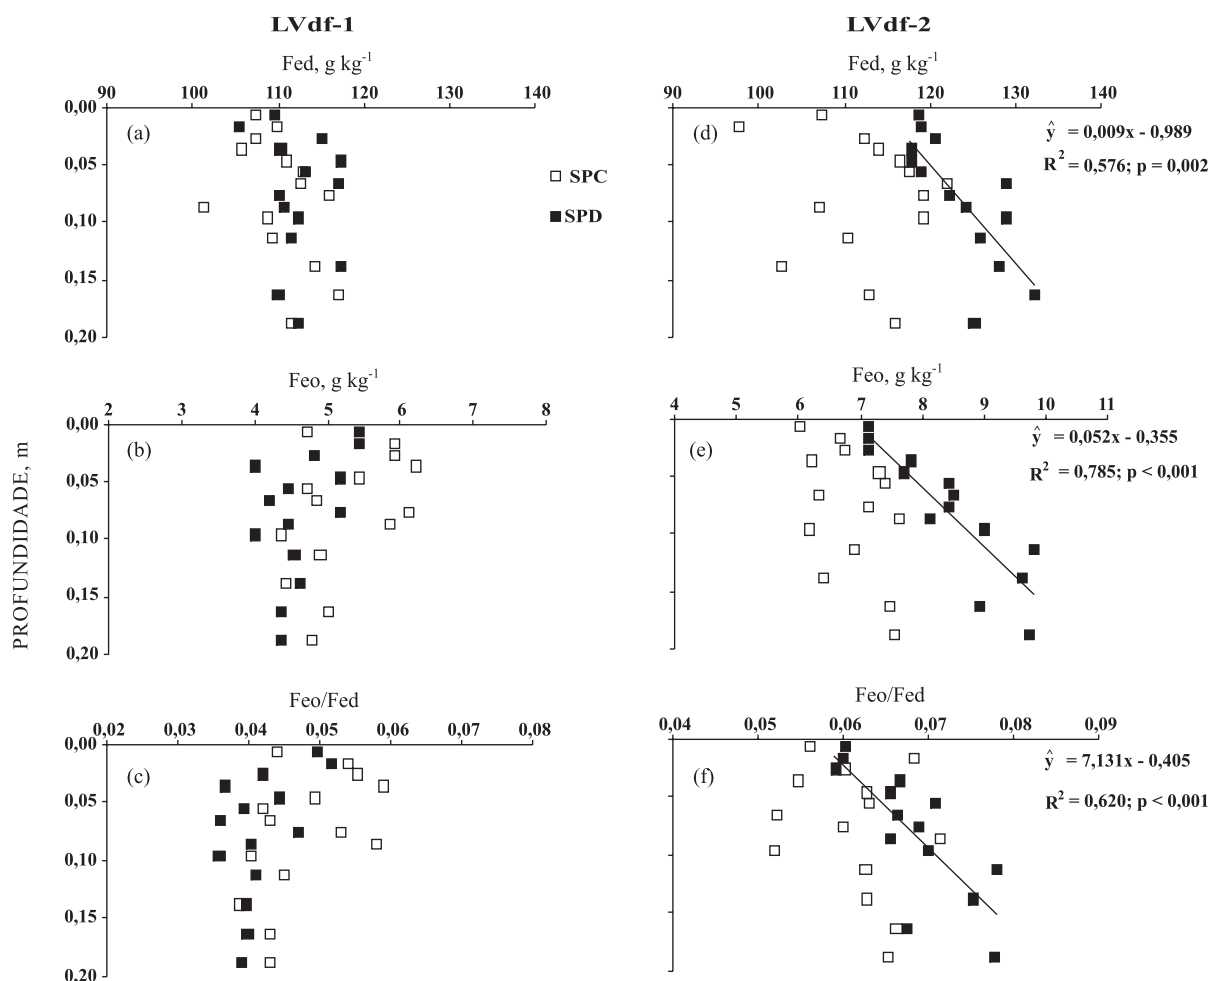 LVdf-1
LVdf-2
Fed, g kg-1
Fed, g kg-1
90 100 110 120 130 140
90 100 110 120 130 140
0,00
(a)
0,05
0,10
0,15
0,20
SPC
SPD
(d)
ŷ = 0,009x - 0,989
R2 = 0,576; p = 0,002
Feo, g kg-1
Feo, g kg-1
2 3 4 5 6 7 8
4 5 6 7 8 9 10 11
0,00
(b)
0,05
0,10
0,15
0,20
(e)
ŷ = 0,052x - 0,355
R2 = 0,785; p < 0,001
PROFUNDIDADE, m
Feo/Fed
Feo/Fed
0,02 0,03 0,04 0,05 0,06 0,07 0,08
0,04 0,05 0,06 0,07 0,08 0,09
0,00
(c)
0,05
0,10
0,15
0,20
(f)
ŷ = 7,131x - 0,405
R2 = 0,620; p < 0,001